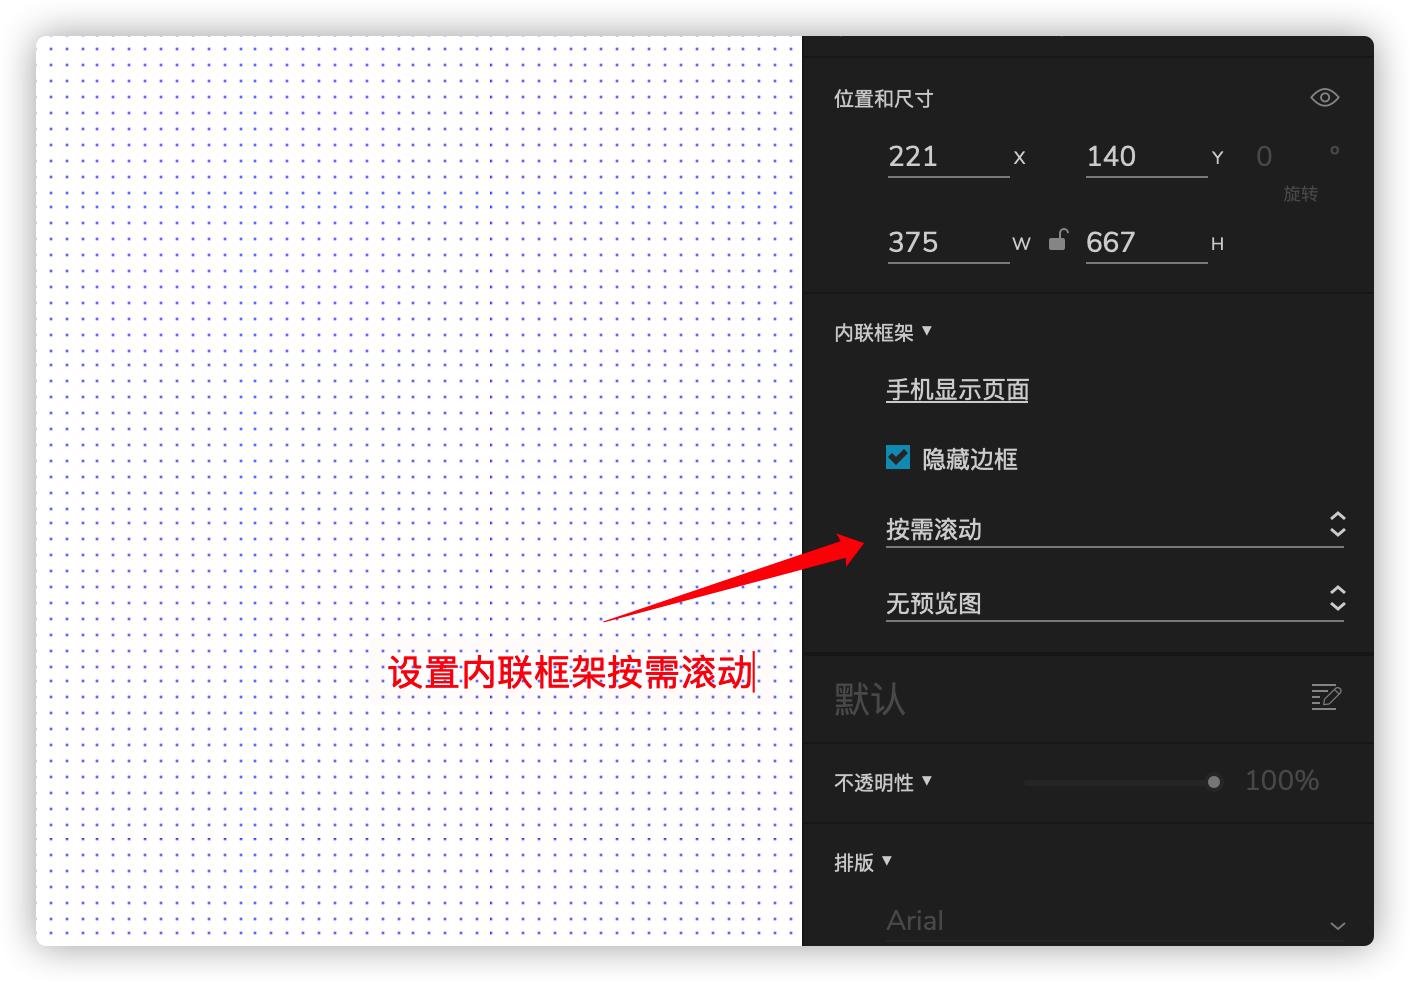 位置和尺寸
221 X 140 Y 0 °
旋转
375 W 667 H
内联框架 ▼
手机显示页面
隐藏边框
按需滚动
无预览图
设置内联框架按需滚动
默认
不透明性 ▼ 100%
排版 ▼
Arial